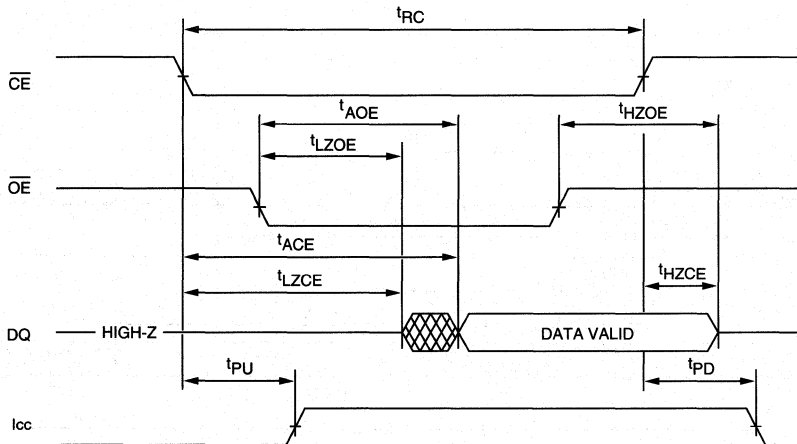 tRC
CE
tAOE
tHZOE
tLZOE
OE
tACE
tLZCE
tHZCE
DQ
HIGH-Z
DATA VALID
tPU
tPD
Icc